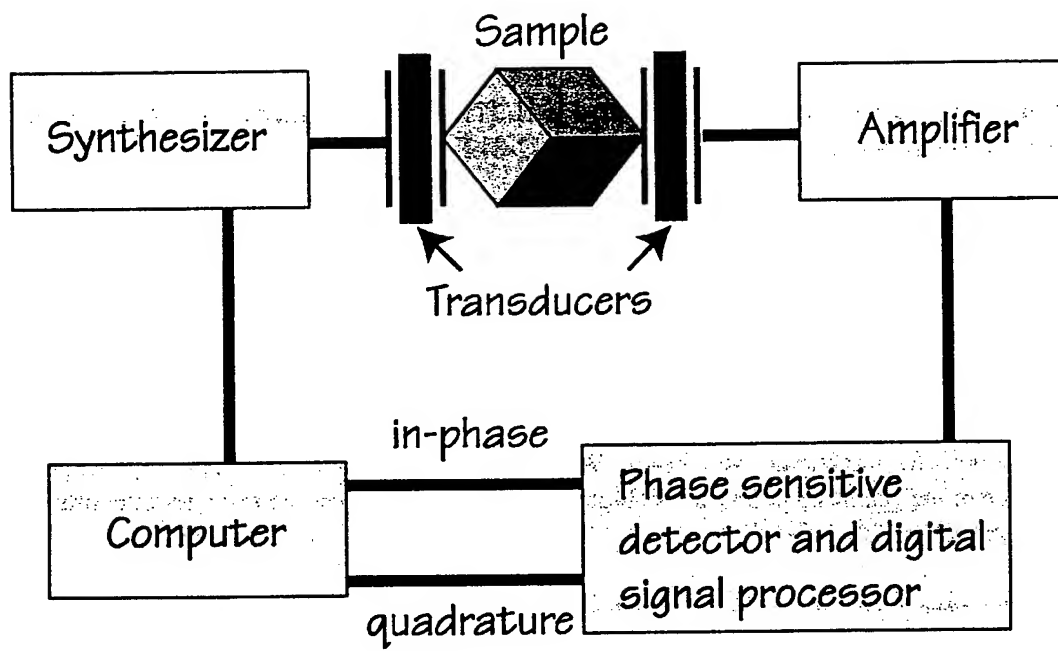 Sample
Synthesizer
Amplifier
Transducers
in-phase
Computer
Phase sensitive
detector and digital
signal processor
quadrature